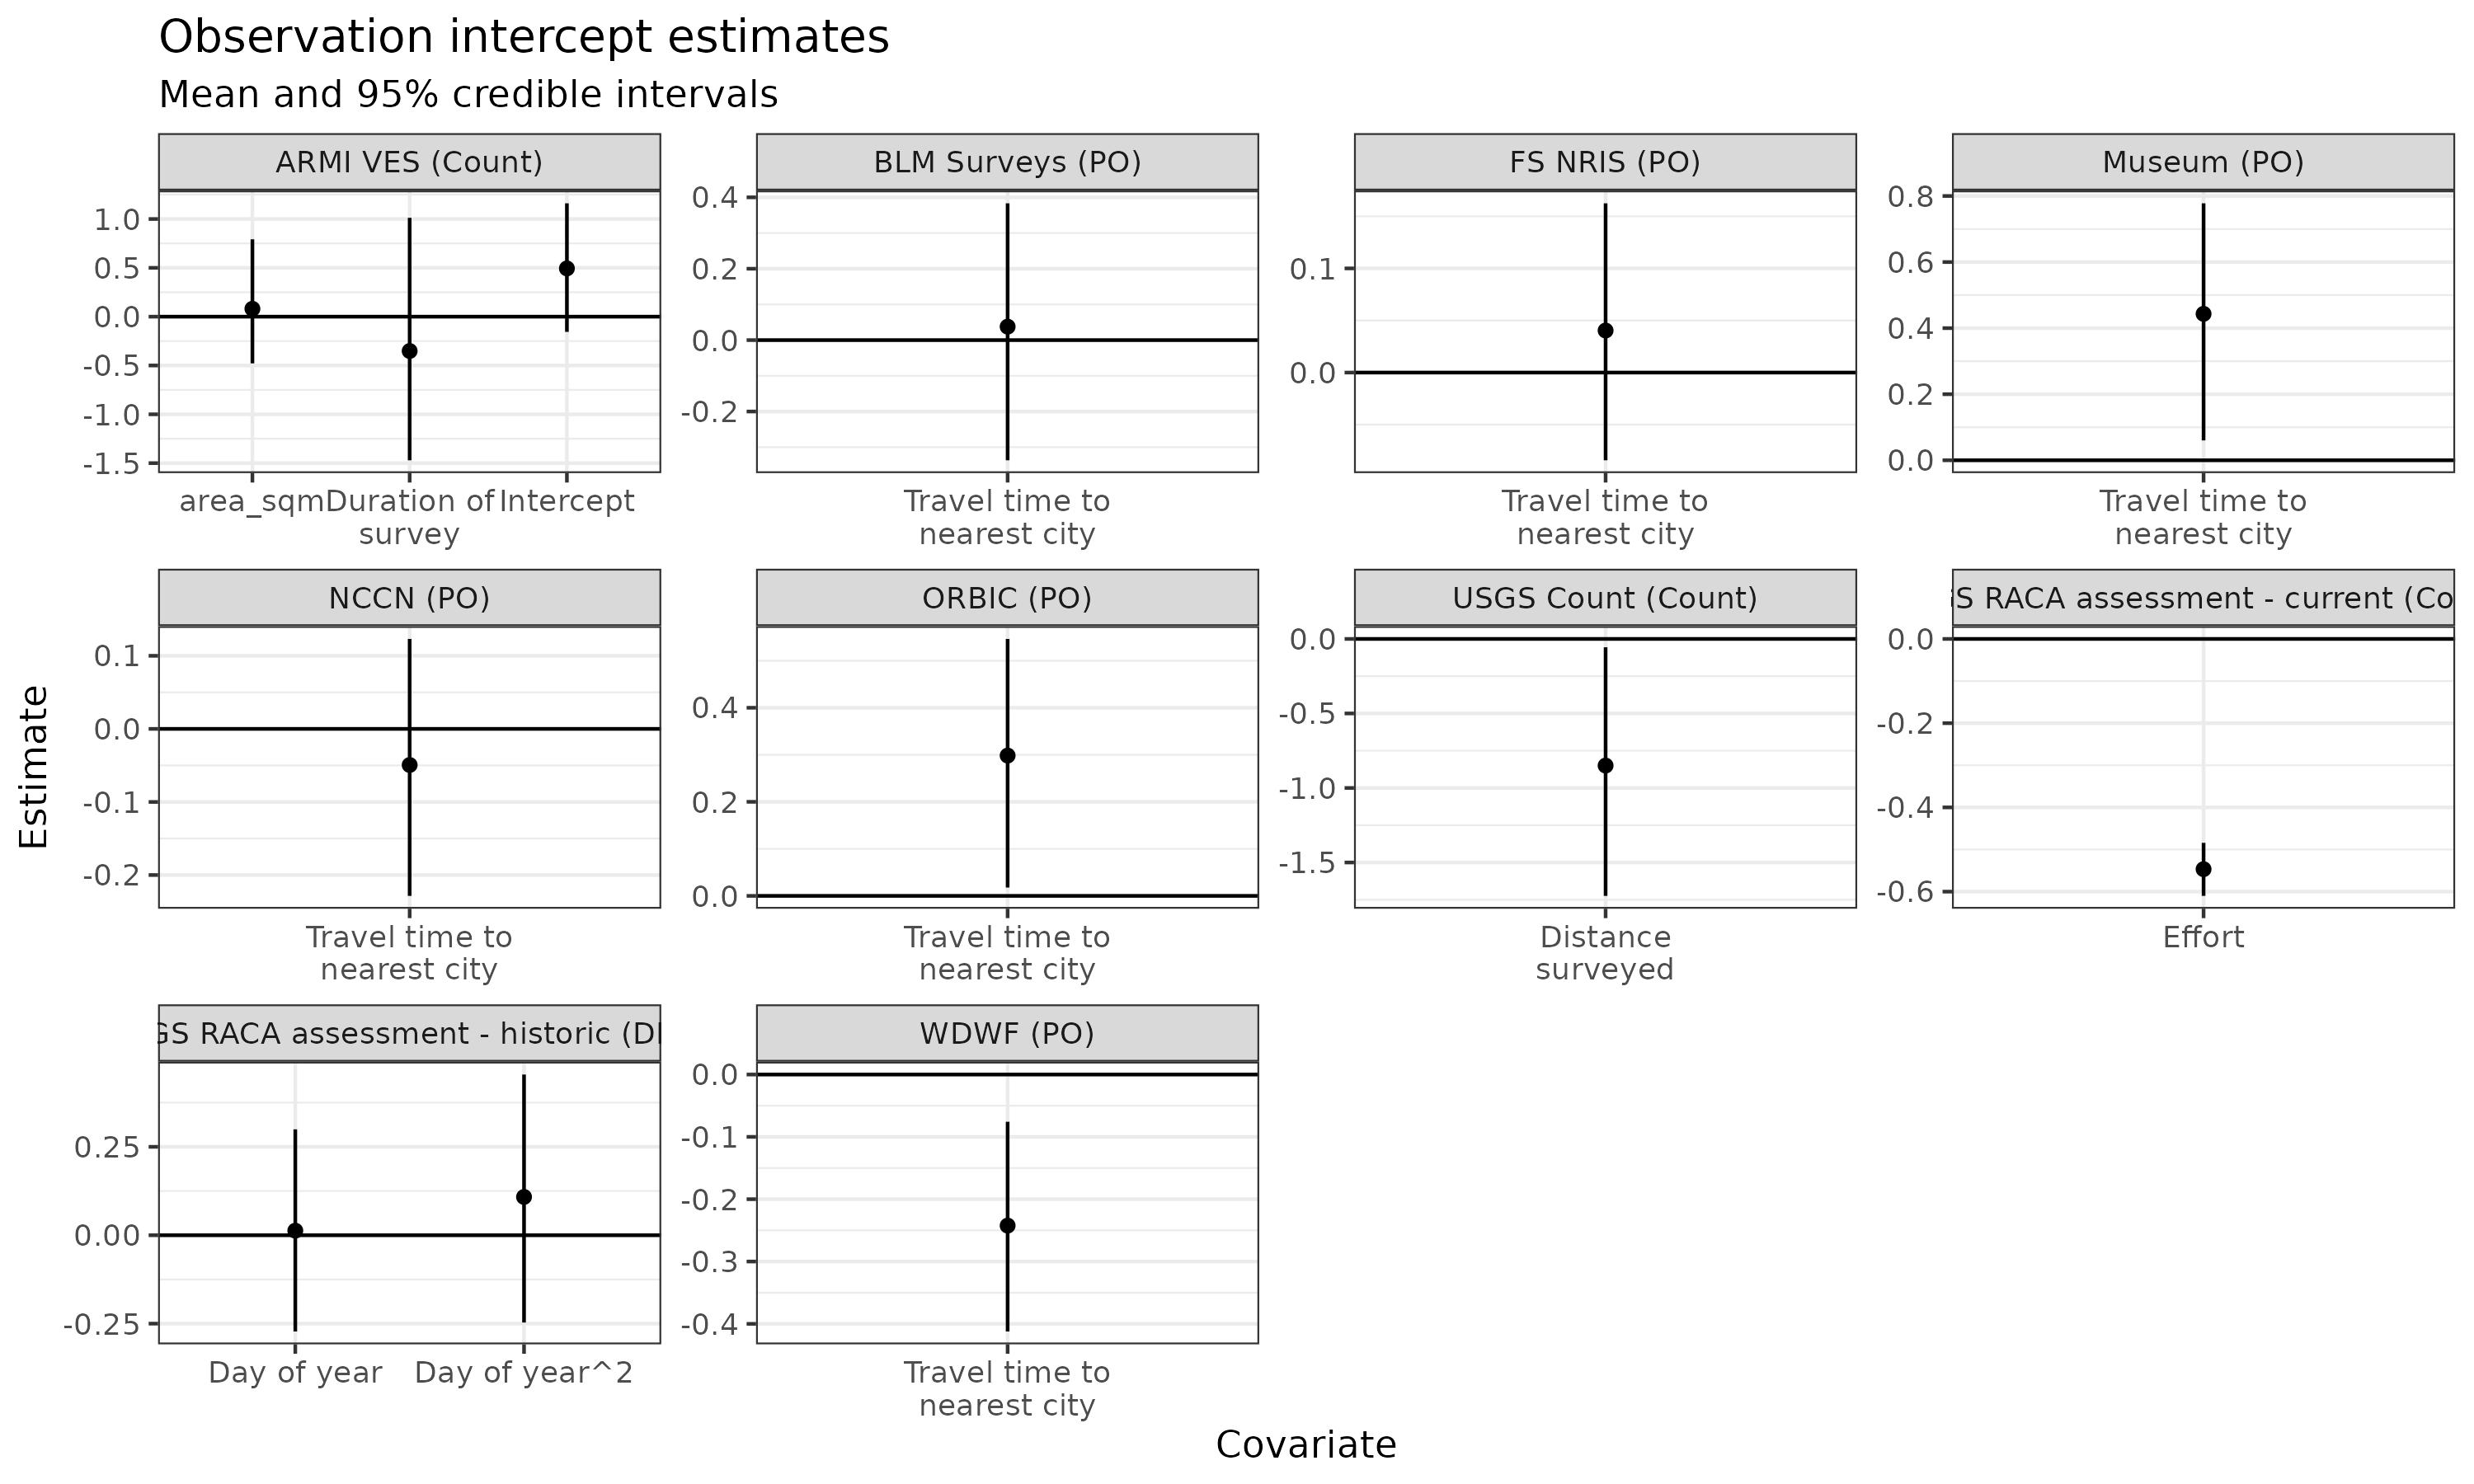 Observation intercept estimates
Mean and 95% credible intervals
ARMI VES (Count)
BLM Surveys (PO)
FS NRIS (PO)
Museum (PO)
1.0
0.5
0.0
-0.5
-1.0
-1.5
0.4
0.2
0.0
-0.2
0.1
0.0
0.8
0.6
0.4
0.2
0.0
area_sqm
Duration of
survey
Intercept
Travel time to
nearest city
Travel time to
nearest city
Travel time to
nearest city
Estimate
NCCN (PO)
ORBIC (PO)
USGS Count (Count)
S RACA assessment - current (Co
0.1
0.0
-0.1
-0.2
0.4
0.2
0.0
0.0
-0.5
-1.0
-1.5
0.0
-0.2
-0.4
-0.6
Travel time to
nearest city
Travel time to
nearest city
Distance
surveyed
Effort
GS RACA assessment - historic (D
WDWF (PO)
0.25
0.00
-0.25
0.0
-0.1
-0.2
-0.3
-0.4
Day of year
Day of year^2
Travel time to
nearest city
Covariate